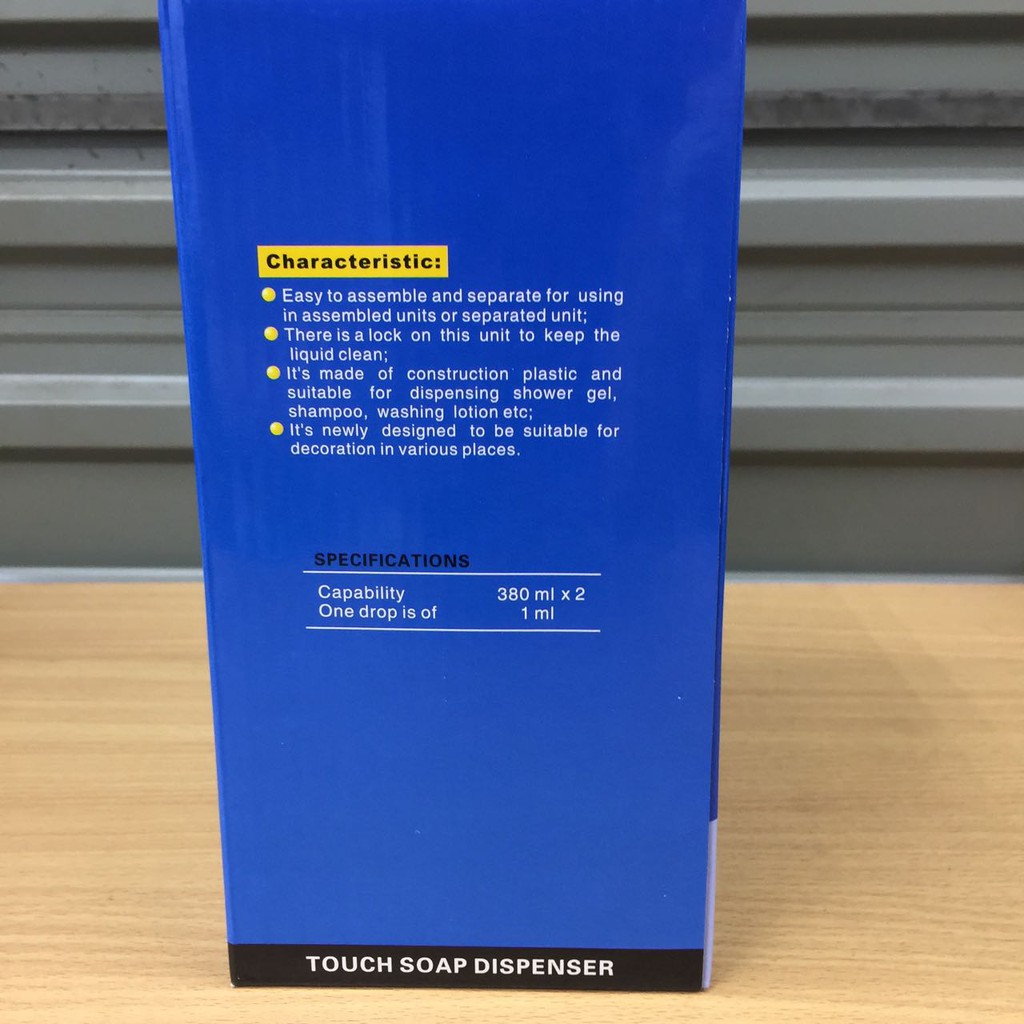 Characteristic:
Easy to assemble and separate for using
in assembled units or separated unit;
There is a lock on this unit to keep the
liquid clean;
It's made of construction plastic and
suitable for dispensing shower gel,
shampoo, washing lotion etc;
It's newly designed to be suitable for
decoration in various places.
SPECIFICATIONS
Capability 380 ml x 2
One drop is of 1 ml
TOUCH SOAP DISPENSER